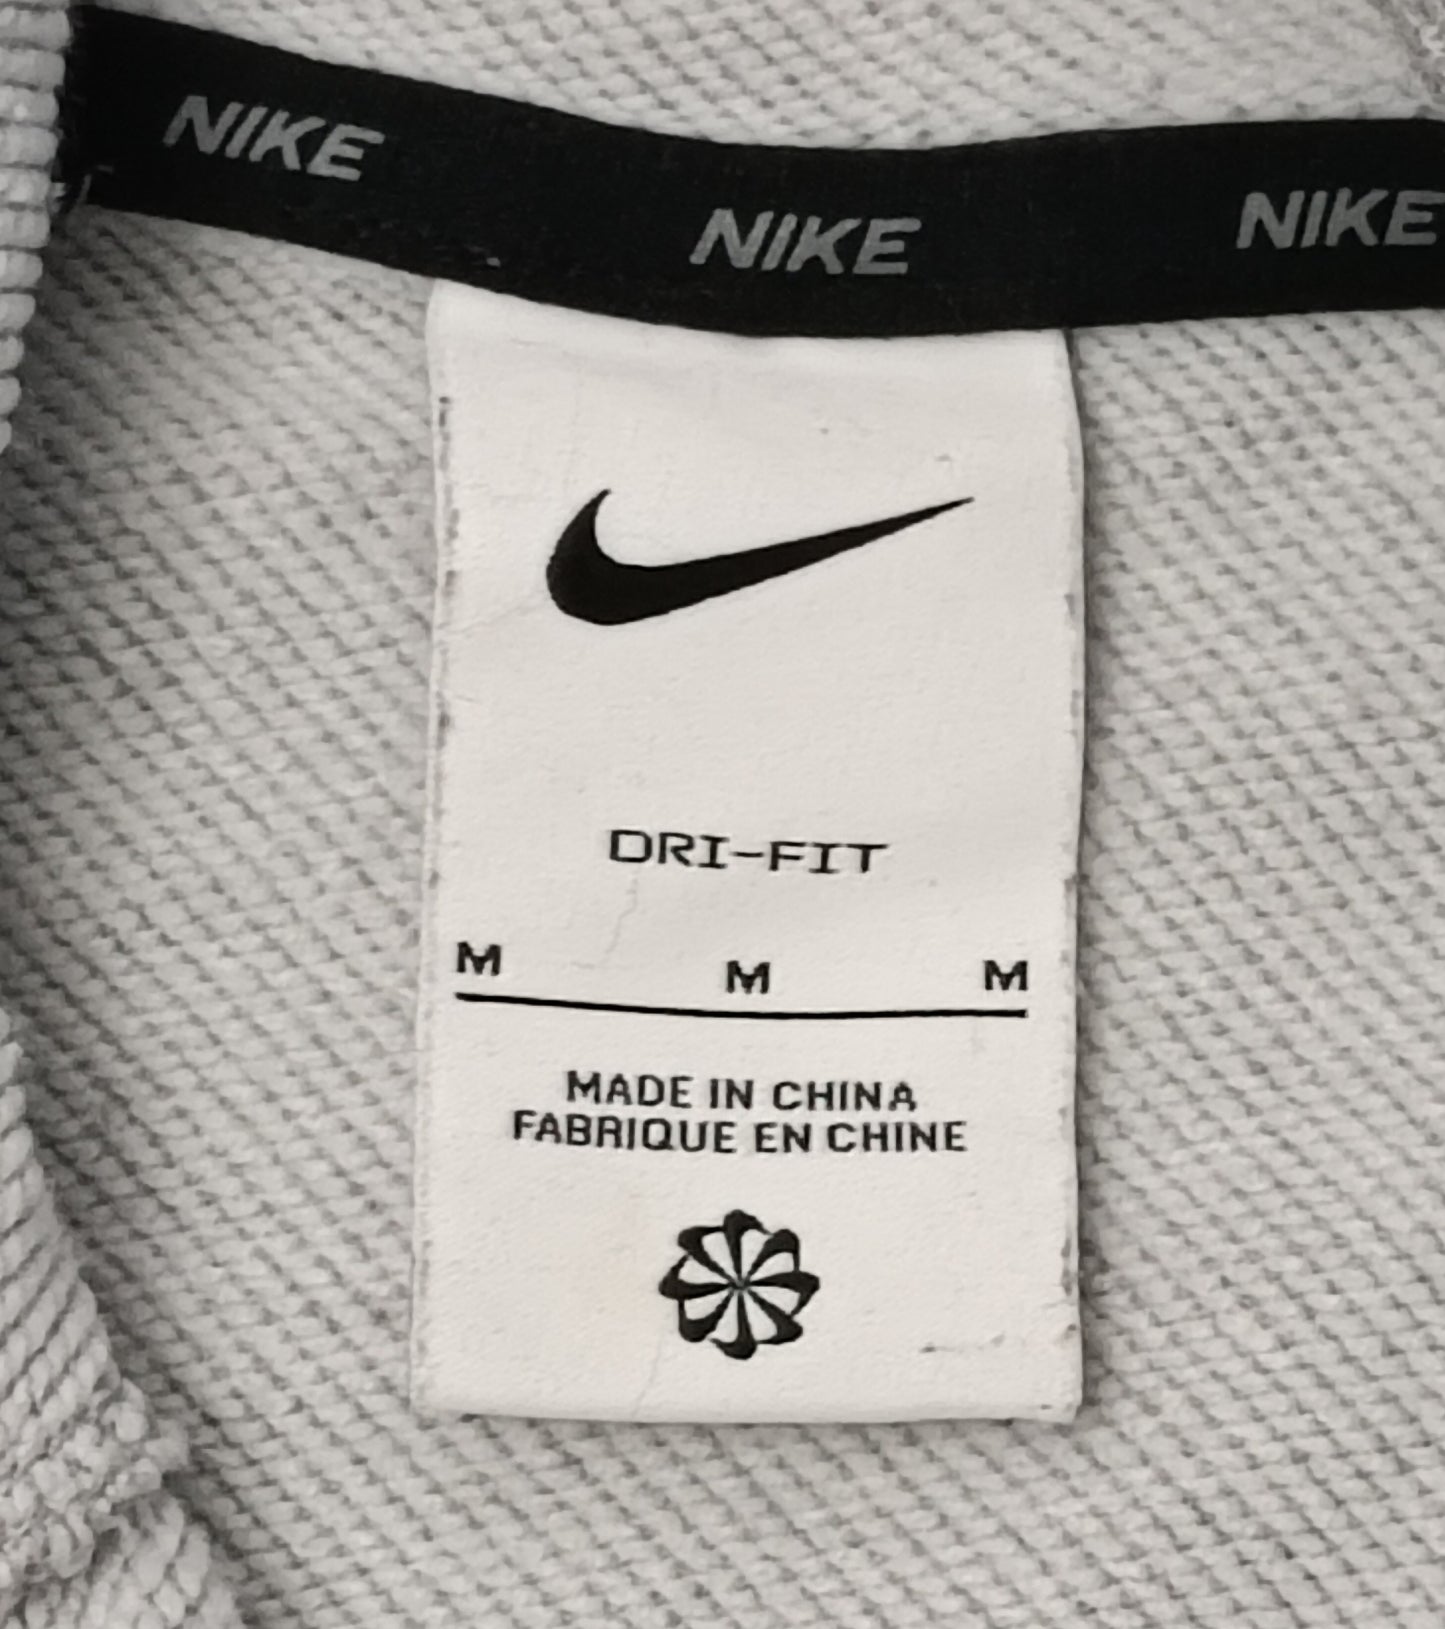 NIKE NIKE NIKE
DRI-FIT
M M M
MADE IN CHINA
FABRIQUE EN CHINE